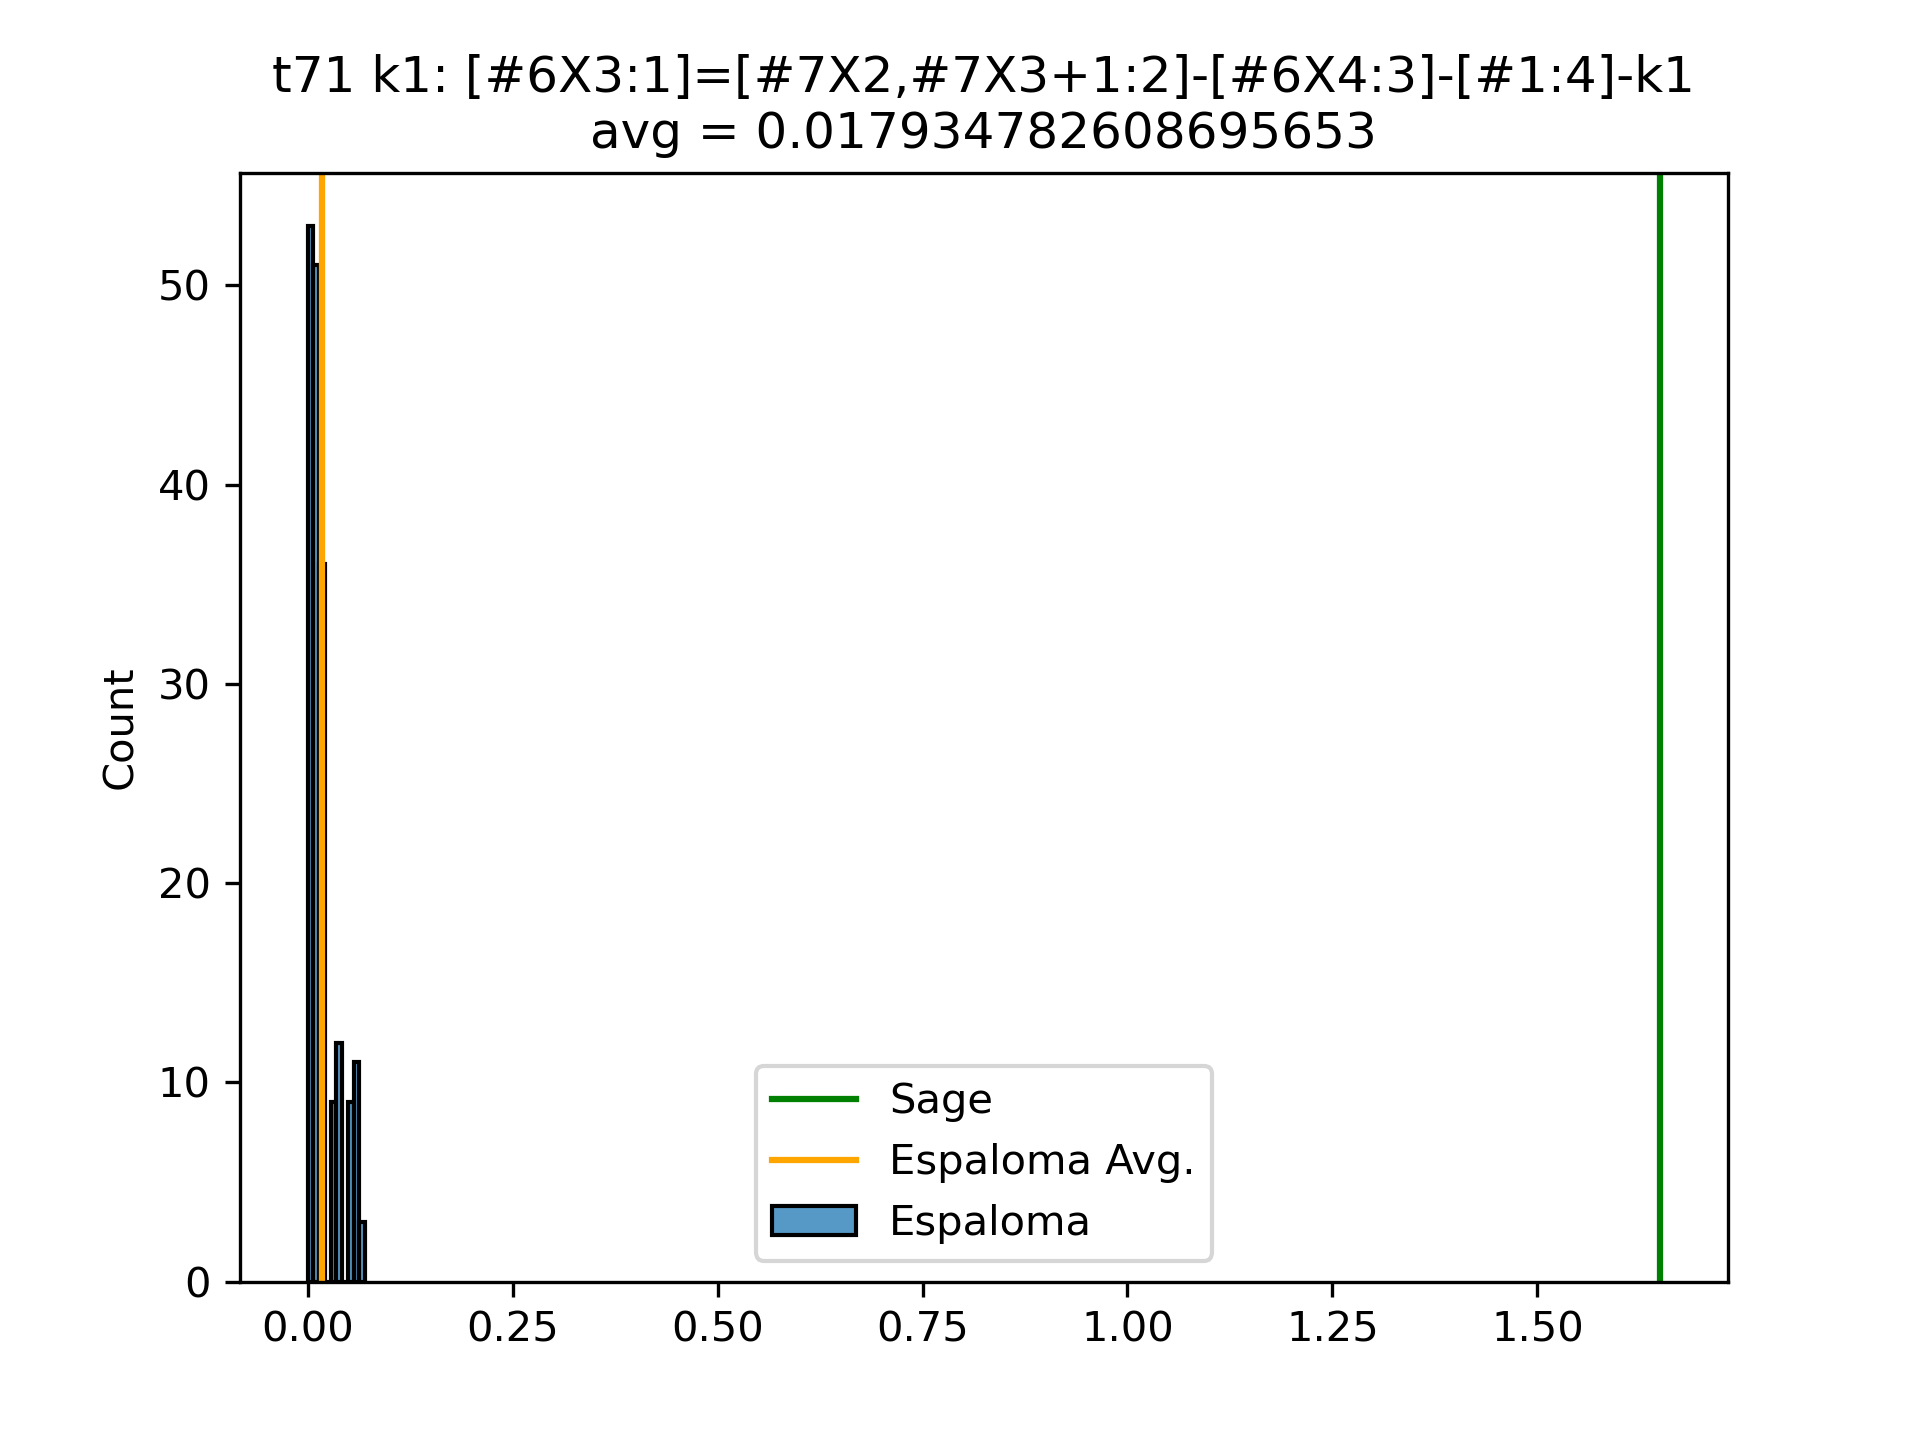 t71 k1: [#6X3:1]=[#7X2,#7X3+1:2]-[#6X4:3]-[#1:4]-k1
avg = 0.017934782608695653
Count
50
40
30
20
10
0
Sage
Espaloma Avg.
Espaloma
0.00 0.25 0.50 0.75 1.00 1.25 1.50